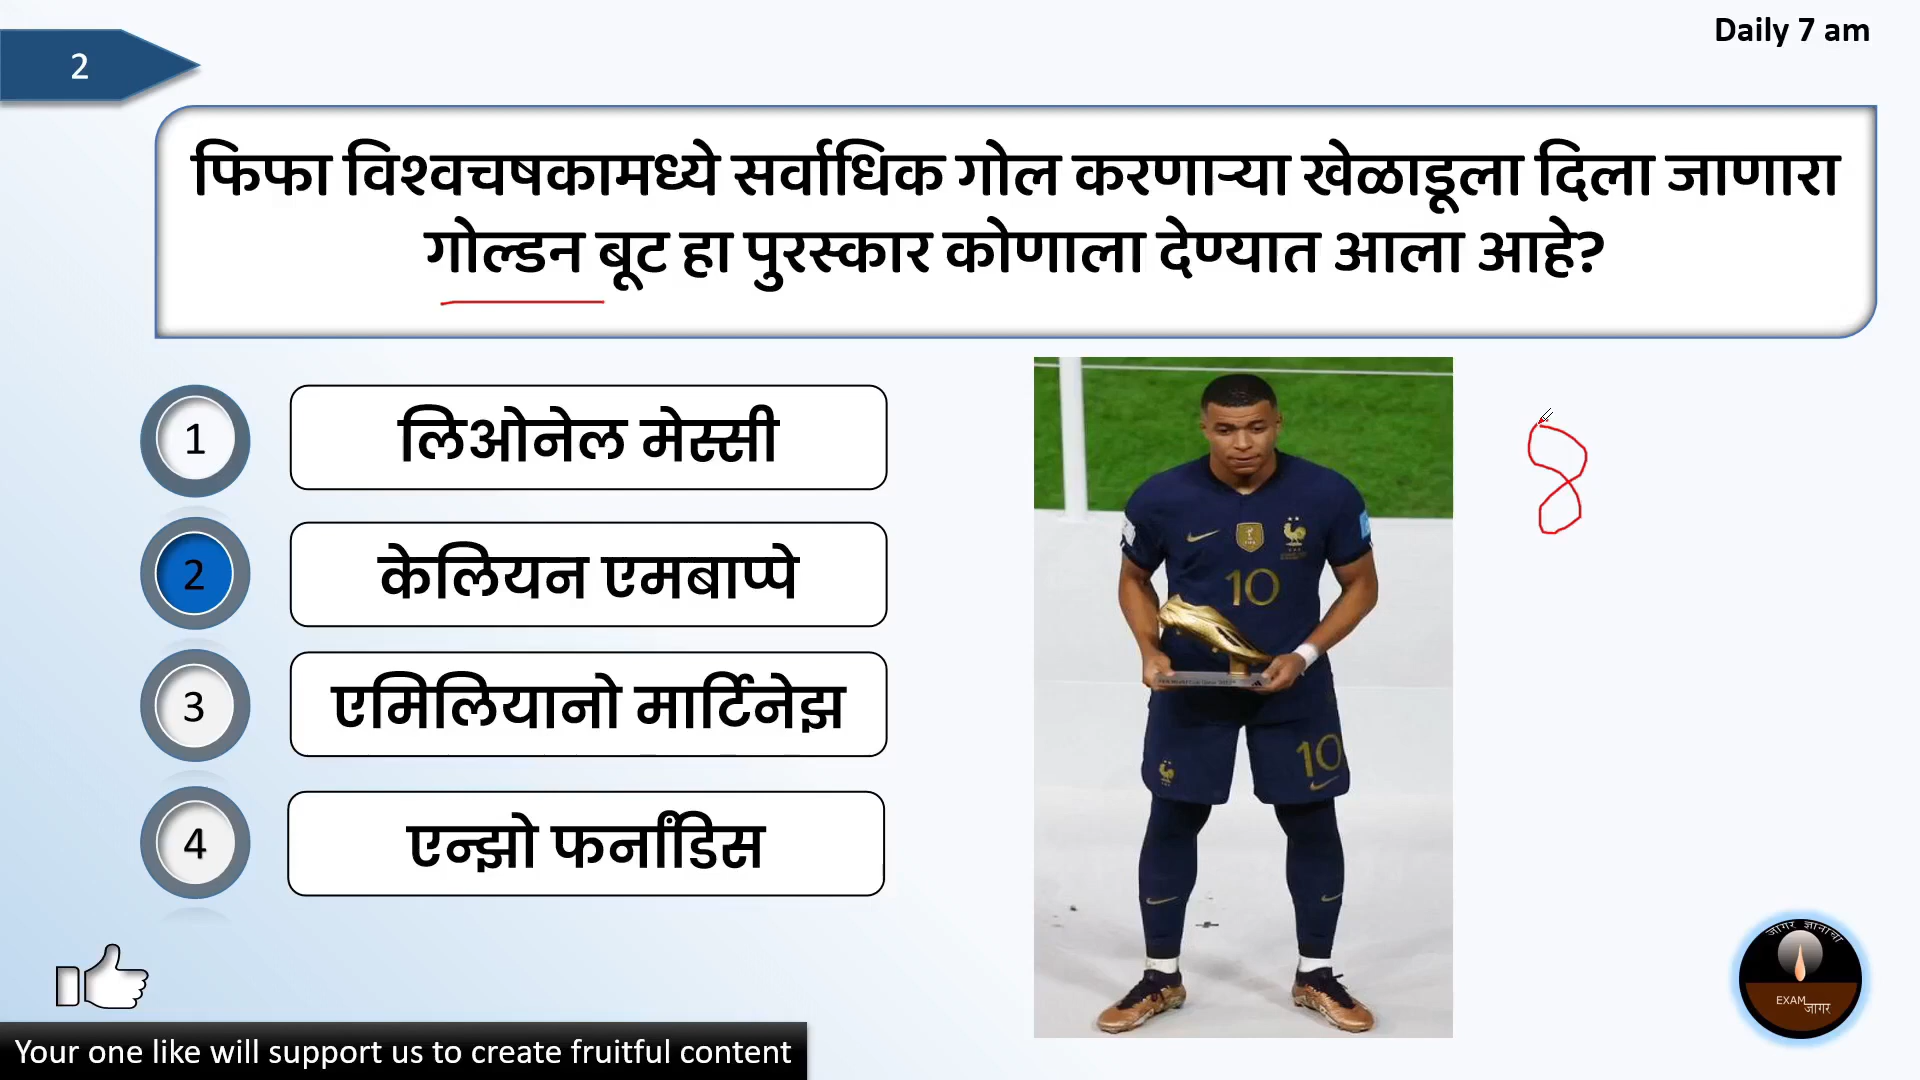 Daily 7 am
2
फिफा विश्वचषकामध्ये सर्वाधिक गोल करणाऱ्या खेळाडूला दिला जाणारा
गोल्डन बूट हा पुरस्कार कोणाला देण्यात आला आहे?
1
लिओनेल मेस्सी
2
केलियन एमबाप्पे
3
एमिलियानो मार्टिनेझ
4
एन्झो फर्नांडिस
10
10
8
जागर ज्ञानाचा
EXAM
जागर
Your one like will support us to create fruitful content